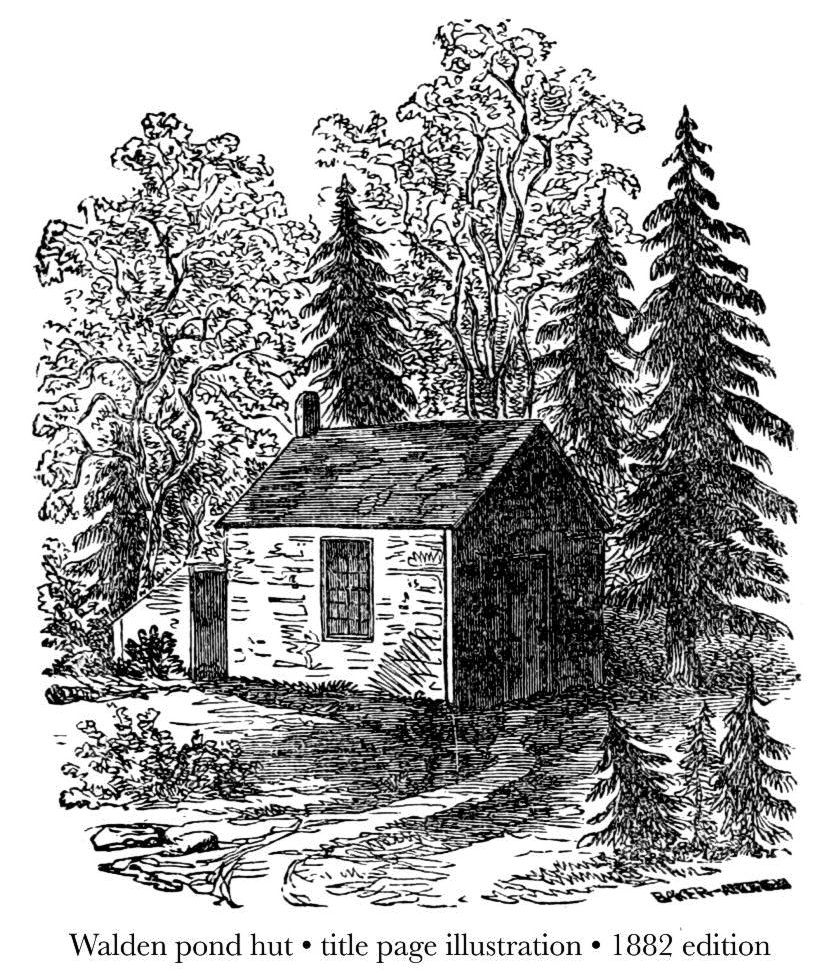 BAKER-ANDREW
Walden pond hut • title page illustration • 1882 edition